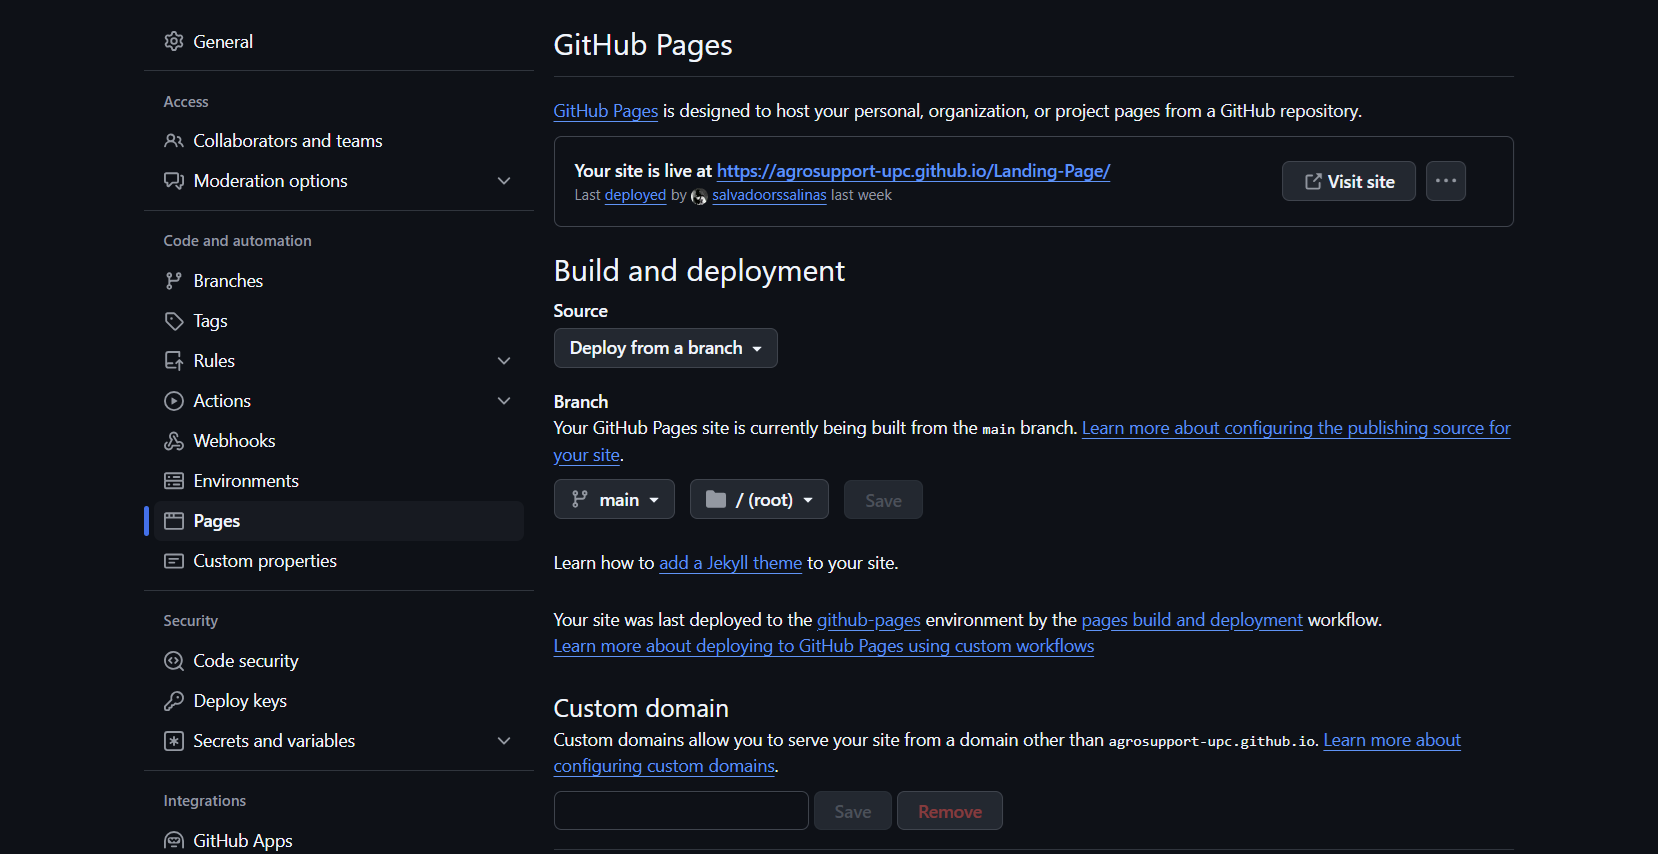 General
Access
Collaborators and teams
Moderation options
Code and automation
Branches
Tags
Rules
Actions
Webhooks
Environments
Pages
Custom properties
Security
Code security
Deploy keys
Secrets and variables
Integrations
GitHub Apps
GitHub Pages
GitHub Pages is designed to host your personal, organization, or project pages from a GitHub repository.
Your site is live at https://agrosupport-upc.github.io/Landing-Page/
Last deployed by salvadoorssalinas last week
Visit site
Build and deployment
Source
Deploy from a branch
Branch
Your GitHub Pages site is currently being built from the main branch. Learn more about configuring the publishing source for
your site.
main / (root) Save
Learn how to add a Jekyll theme to your site.
Your site was last deployed to the github-pages environment by the pages build and deployment workflow.
Learn more about deploying to GitHub Pages using custom workflows
Custom domain
Custom domains allow you to serve your site from a domain other than agrosupport-upc.github.io. Learn more about
configuring custom domains.
Save Remove